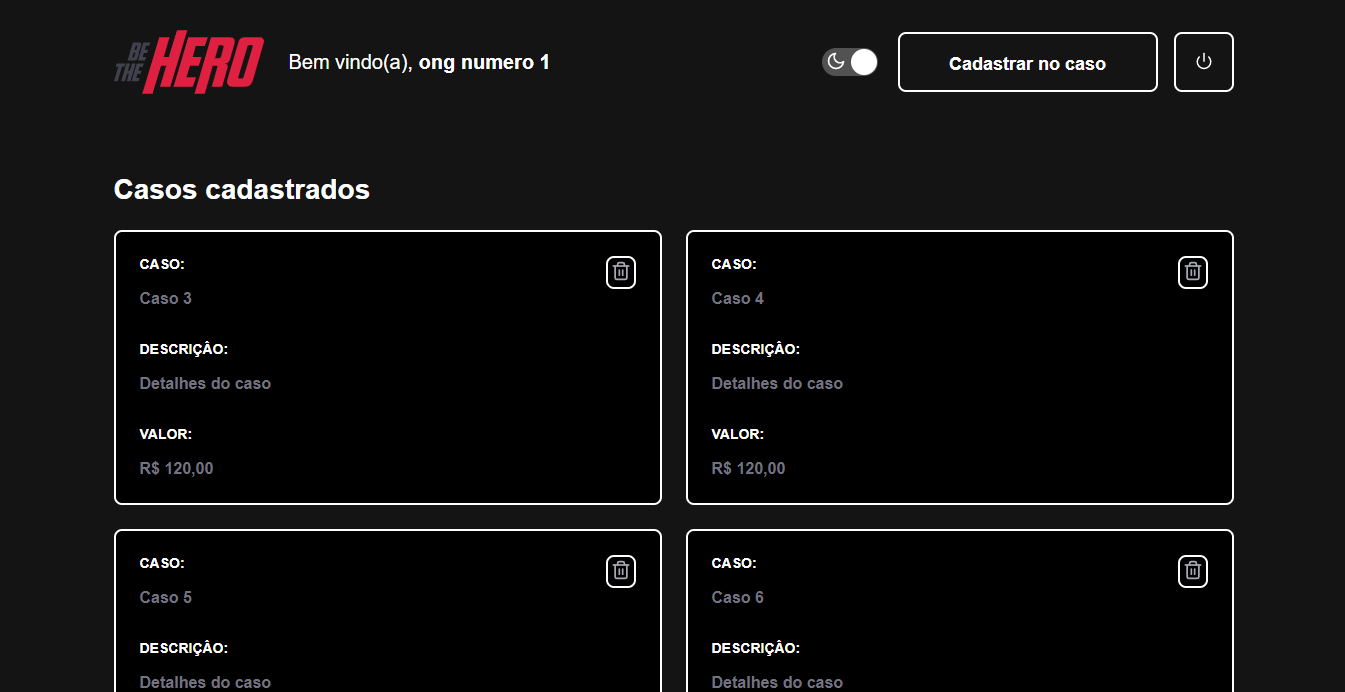 BE THE HERO
Bem vindo(a), ong numero 1
Cadastrar no caso
Casos cadastrados
CASO:
Caso 3
DESCRIÇÂO:
Detalhes do caso
VALOR:
R$ 120,00
CASO:
Caso 4
DESCRIÇÂO:
Detalhes do caso
VALOR:
R$ 120,00
CASO:
Caso 5
DESCRIÇÂO:
Detalhes do caso
CASO:
Caso 6
DESCRIÇÂO:
Detalhes do caso